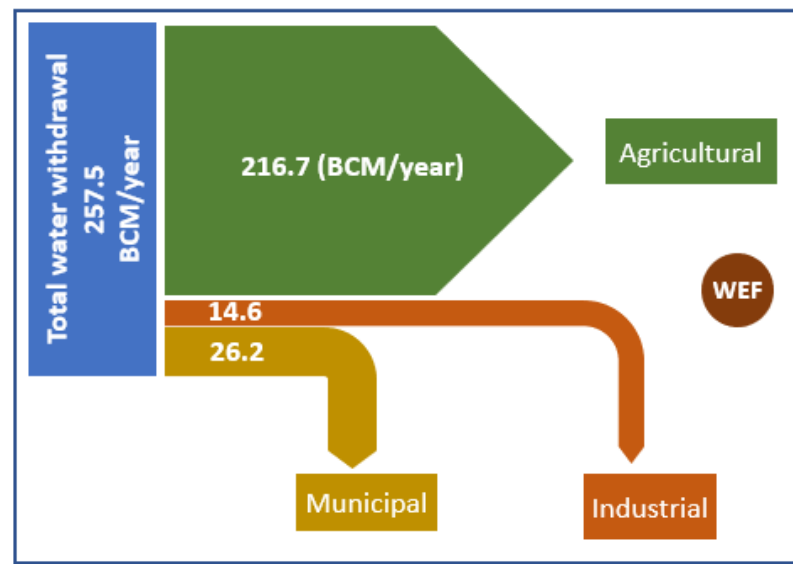 Total water withdrawal
257.5
BCM/year
216.7 (BCM/year)
Agricultural
WEF
14.6
26.2
Municipal
Industrial